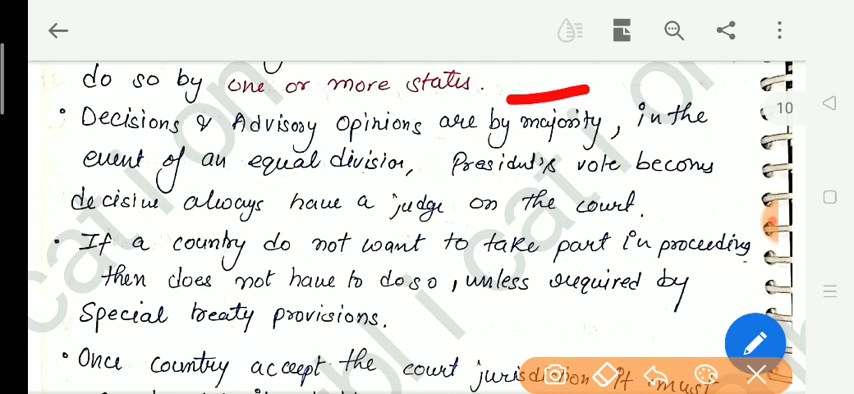 do so by one or more states.
• Decisions & Advisory Opinions are by majority, in the
event of an equal division, President's vote becoms
decisive always have a judge on the court.
• If a country do not want to take part in proceeding
then does not have to do so, unless required by
Special treaty provisions.
• Once country accept the court jurisdiction it must
10